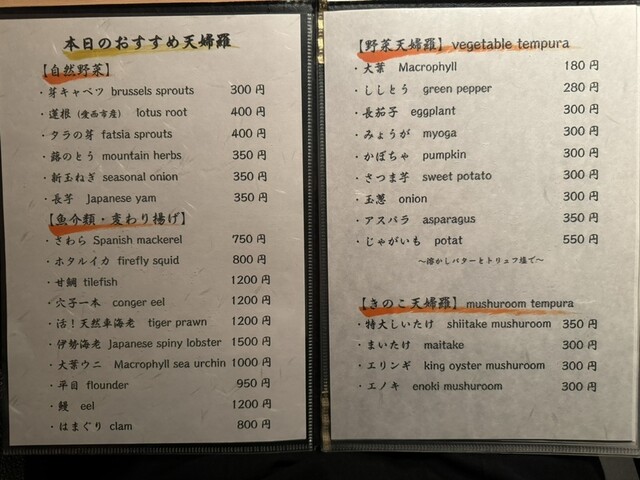 本日のおすすめ天婦羅
【自然野菜】
・芽キャベツ brussels sprouts 300円
・蓮根（愛西市産） lotus root 400円
・タラの芽 fatsia sprouts 400円
・蕗のとう mountain herbs 350円
・新玉ねぎ seasonal onion 350円
・長芋 Japanese yam 350円
【魚介類・変わり揚げ】
・さわら Spanish mackerel 750円
・ホタルイカ firefly squid 800円
・甘鯛 tilefish 1200円
・穴子一本 conger eel 1200円
・活！天然車海老 tiger prawn 1200円
・伊勢海老 Japanese spiny lobster 1500円
・大葉ウニ Macrophyll sea urchin 1000円
・平目 flounder 950円
・鰻 eel 1200円
・はまぐり clam 800円
【野菜天婦羅】 vegetable tempura
・大葉 Macrophyll 180円
・ししとう green pepper 280円
・長茄子 eggplant 300円
・みょうが myoga 300円
・かぼちゃ pumpkin 300円
・さつま芋 sweet potato 300円
・玉葱 onion 300円
・アスパラ asparagus 350円
・じゃがいも potat 550円
～溶かしバターとトリュフ塩で～
【きのこ天婦羅】 mushuroom tempura
・特大しいたけ shiitake mushuroom 350円
・まいたけ maitake 300円
・エリンギ king oyster mushuroom 300円
・エノキ enoki mushuroom 300円